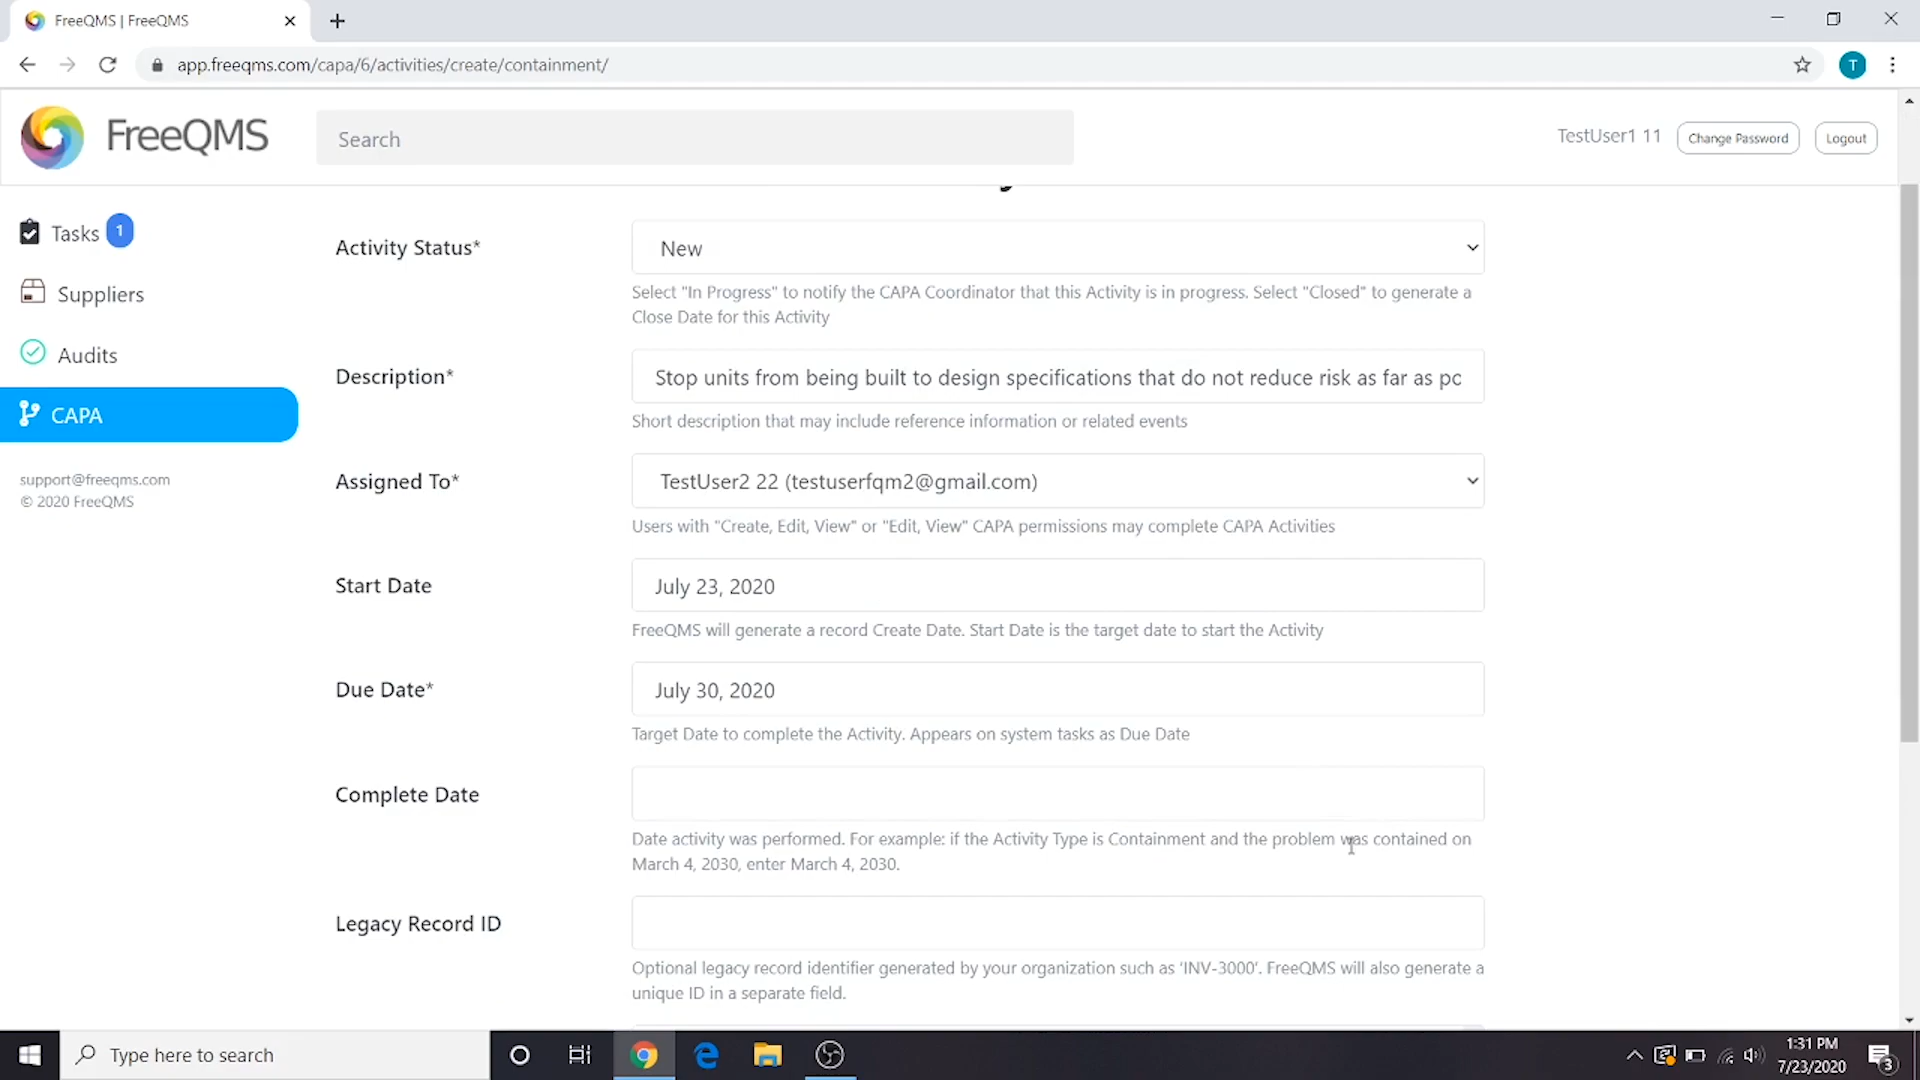 FreeQMS | FreeQMS
app.freeqms.com/capa/6/activities/create/containment/
T
FreeQMS
Search
TestUser1 11
Change Password
Logout
Tasks 1
Suppliers
Audits
CAPA
support@freeqms.com
© 2020 FreeQMS
Activity Status*
New
Select "In Progress" to notify the CAPA Coordinator that this Activity is in progress. Select "Closed" to generate a
Close Date for this Activity
Description*
Stop units from being built to design specifications that do not reduce risk as far as pc
Short description that may include reference information or related events
Assigned To*
TestUser2 22 (testuserfqm2@gmail.com)
Users with "Create, Edit, View" or "Edit, View" CAPA permissions may complete CAPA Activities
Start Date
July 23, 2020
FreeQMS will generate a record Create Date. Start Date is the target date to start the Activity
Due Date*
July 30, 2020
Target Date to complete the Activity. Appears on system tasks as Due Date
Complete Date
Date activity was performed. For example: if the Activity Type is Containment and the problem was contained on
March 4, 2030, enter March 4, 2030.
Legacy Record ID
Optional legacy record identifier generated by your organization such as 'INV-3000'. FreeQMS will also generate a
unique ID in a separate field.
Type here to search
1:31 PM
7/23/2020
3